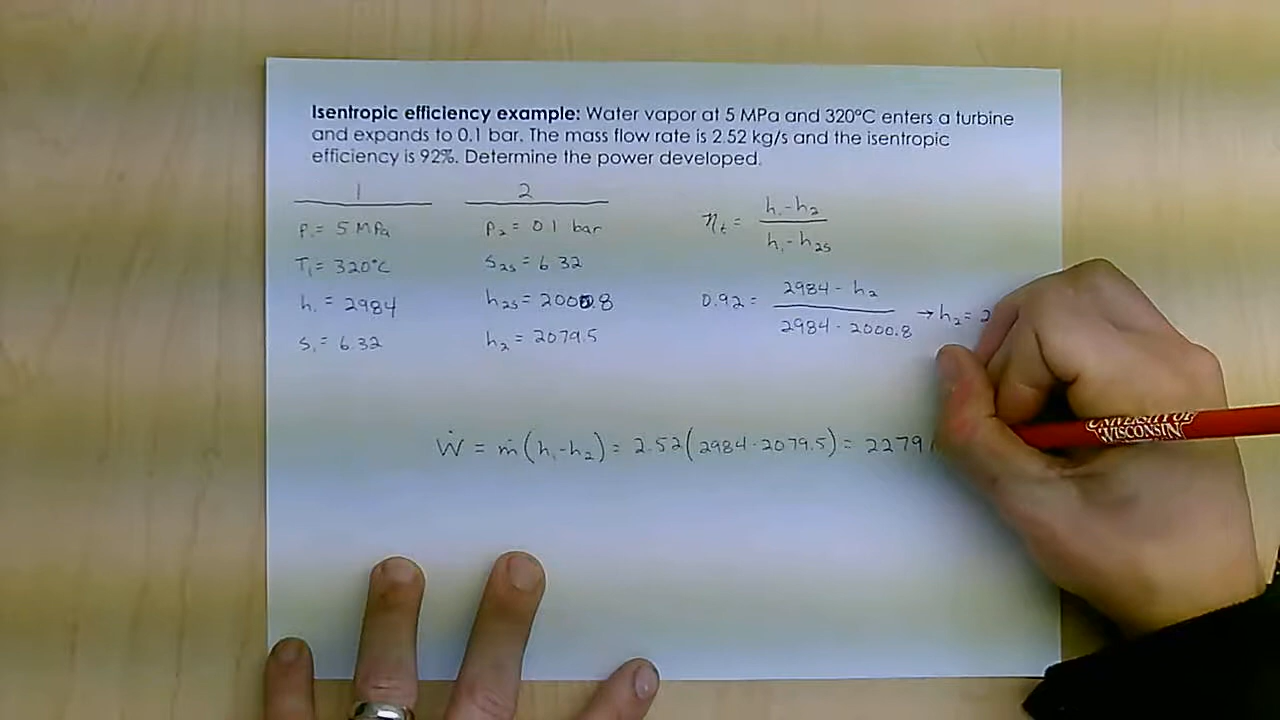 Isentropic efficiency example: Water vapor at 5 MPa and 320°C enters a turbine
and expands to 0.1 bar. The mass flow rate is 2.52 kg/s and the isentropic
efficiency is 92%. Determine the power developed.
1
P₁ = 5 MPa
T₁ = 320°C
h₁ = 2984
s₁ = 6.32
2
P₂ = 0.1 bar
s₂s = 6.32
h₂s = 2000.8
h₂ = 2079.5
ηt = (h₁-h₂)/(h₁-h₂s)
0.92 = (2984-h₂)/(2984-2000.8) → h₂ = 2
Ẇ = ṁ(h₁-h₂) = 2.52(2984-2079.5) = 2279
UNIVERSITY OF
WISCONSIN